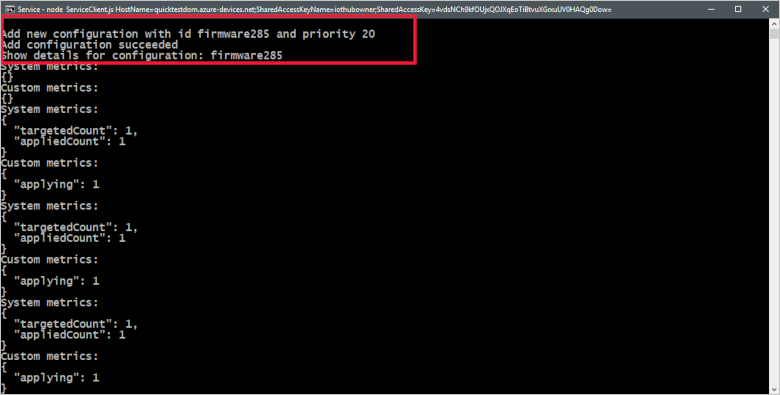 Service - node ServiceClient.js HostName=quicktestdom.azure-devices.net;SharedAccessKeyName=iothubowner;SharedAccessKey=
Add new configuration with id firmware285 and priority 20
Add configuration succeeded
Show details for configuration: firmware285
System metrics:
{}
Custom metrics:
{}
System metrics:
{
"targetedCount": 1,
"appliedCount": 1
}
Custom metrics:
{
"applying": 1
}
System metrics:
{
"targetedCount": 1,
"appliedCount": 1
}
Custom metrics:
{
"applying": 1
}
System metrics:
{
"targetedCount": 1,
"appliedCount": 1
}
Custom metrics:
{
"applying": 1
}